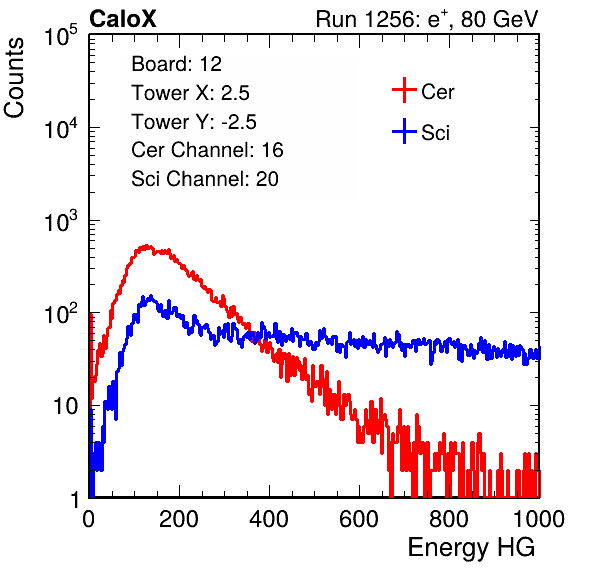 CaloX Run 1256: e⁺, 80 GeV
Counts
10⁵
10⁴
10³
10²
10
1
Board: 12
Tower X: 2.5
Tower Y: -2.5
Cer Channel: 16
Sci Channel: 20
Cer
Sci
0 200 400 600 800 1000
Energy HG